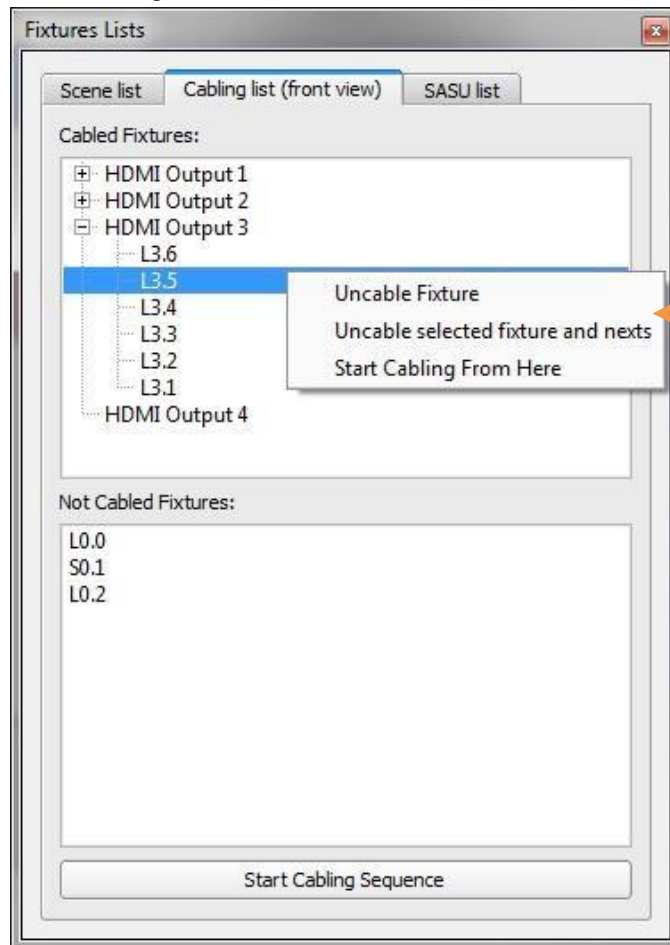 Fixtures Lists
Scene list Cabling list (front view) SASU list
Cabled Fixtures:
HDMI Output 1
HDMI Output 2
HDMI Output 3
L3.6
L3.5
L3.4
L3.3
L3.2
L3.1
HDMI Output 4
Uncable Fixture
Uncable selected fixture and nexts
Start Cabling From Here
Not Cabled Fixtures:
L0.0
S0.1
L0.2
Start Cabling Sequence